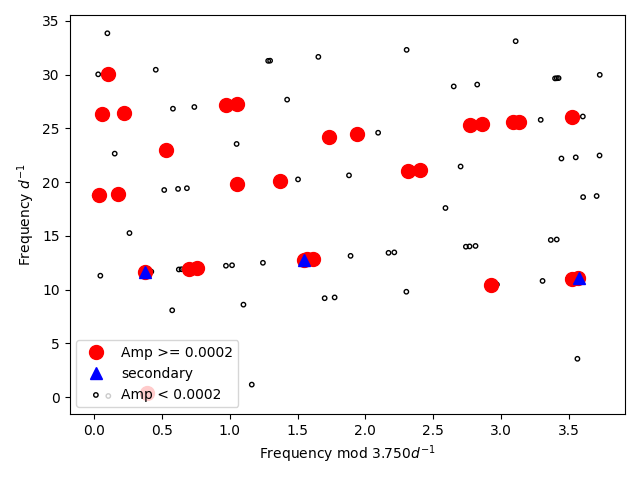 35
30
25
20
15
10
5
0
Frequency $d^{-1}$
Amp >= 0.0002
secondary
Amp < 0.0002
0.0 0.5 1.0 1.5 2.0 2.5 3.0 3.5
Frequency mod 3.750$d^{-1}$